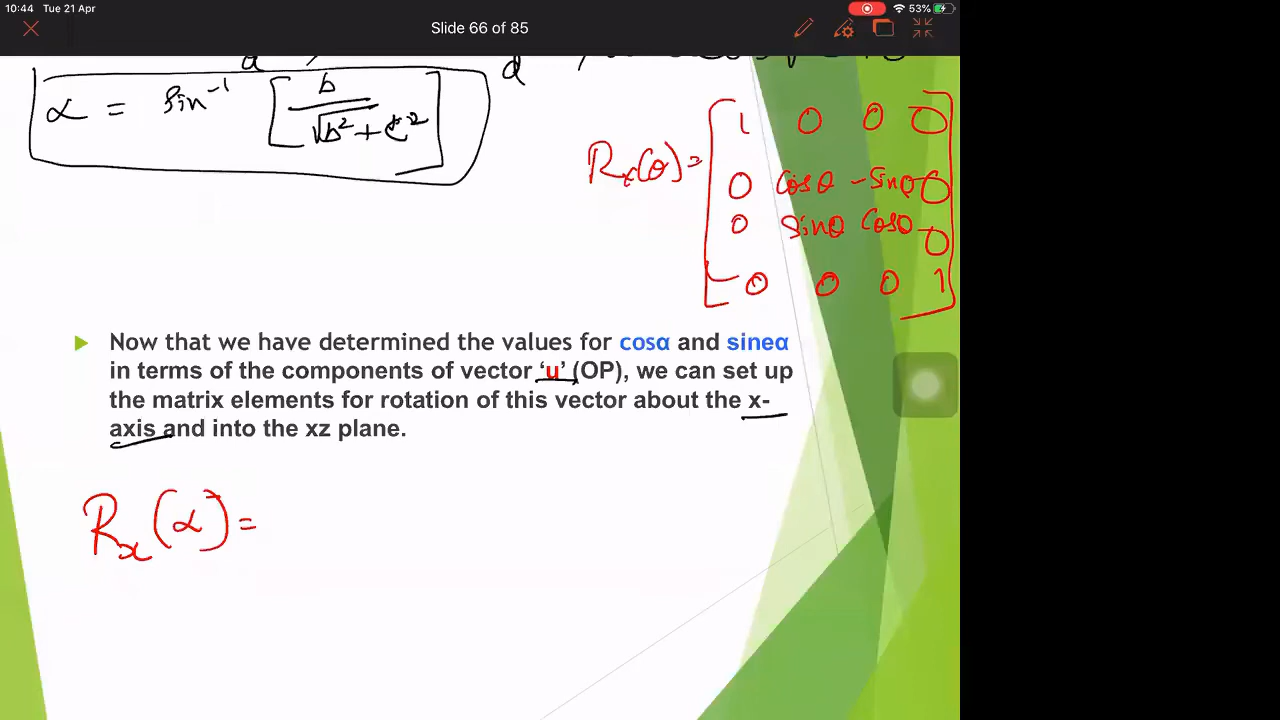 10:44 Tue 21 Apr
53%
Slide 66 of 85
d
α = sin⁻¹ [ b / √b² + c² ]
Rx(θ) =
1 0 0 0
0 cosθ -sinθ 0
0 sinθ cosθ 0
0 0 0 1
Now that we have determined the values for cosα and sineα
in terms of the components of vector ‘u’ (OP), we can set up
the matrix elements for rotation of this vector about the x-
axis and into the xz plane.
Rx(α) =